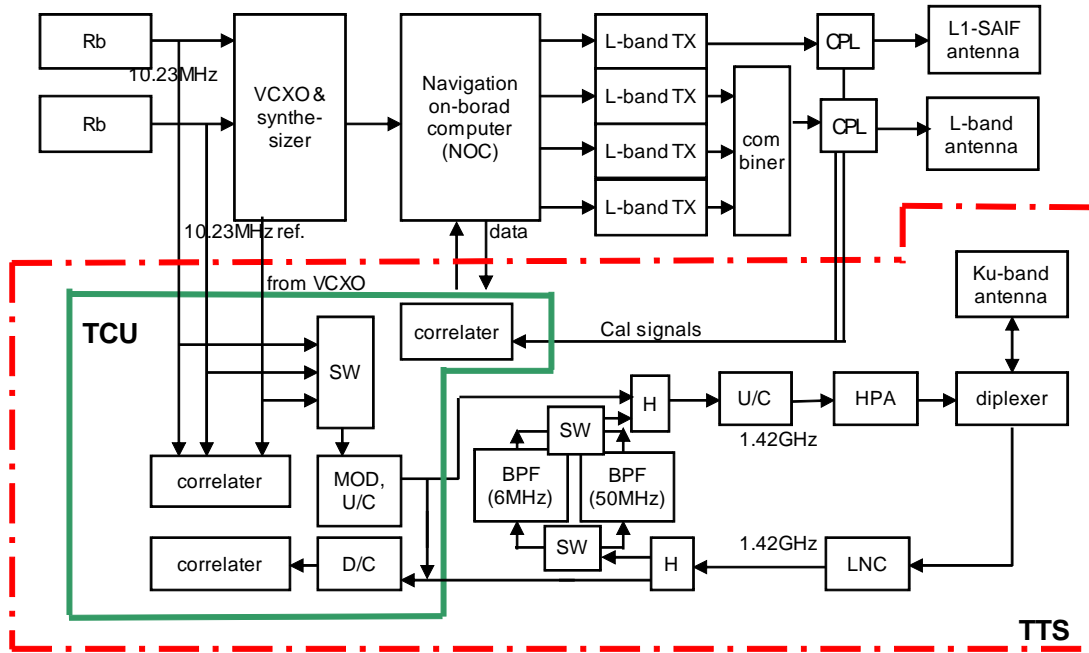 Rb
10.23MHz
Rb
VCXO &
synthe-
sizer
Navigation
on-borad
computer
(NOC)
L-band TX
L-band TX
L-band TX
L-band TX
com
biner
CPL
CPL
L1-SAIF
antenna
L-band
antenna
10.23MHz ref.
from VCXO
data
TCU
correlater
Cal signals
Ku-band
antenna
SW
correlater
MOD,
U/C
correlater
D/C
H
U/C
1.42GHz
HPA
diplexer
SW
BPF
(6MHz)
BPF
(50MHz)
SW
H
1.42GHz
LNC
TTS